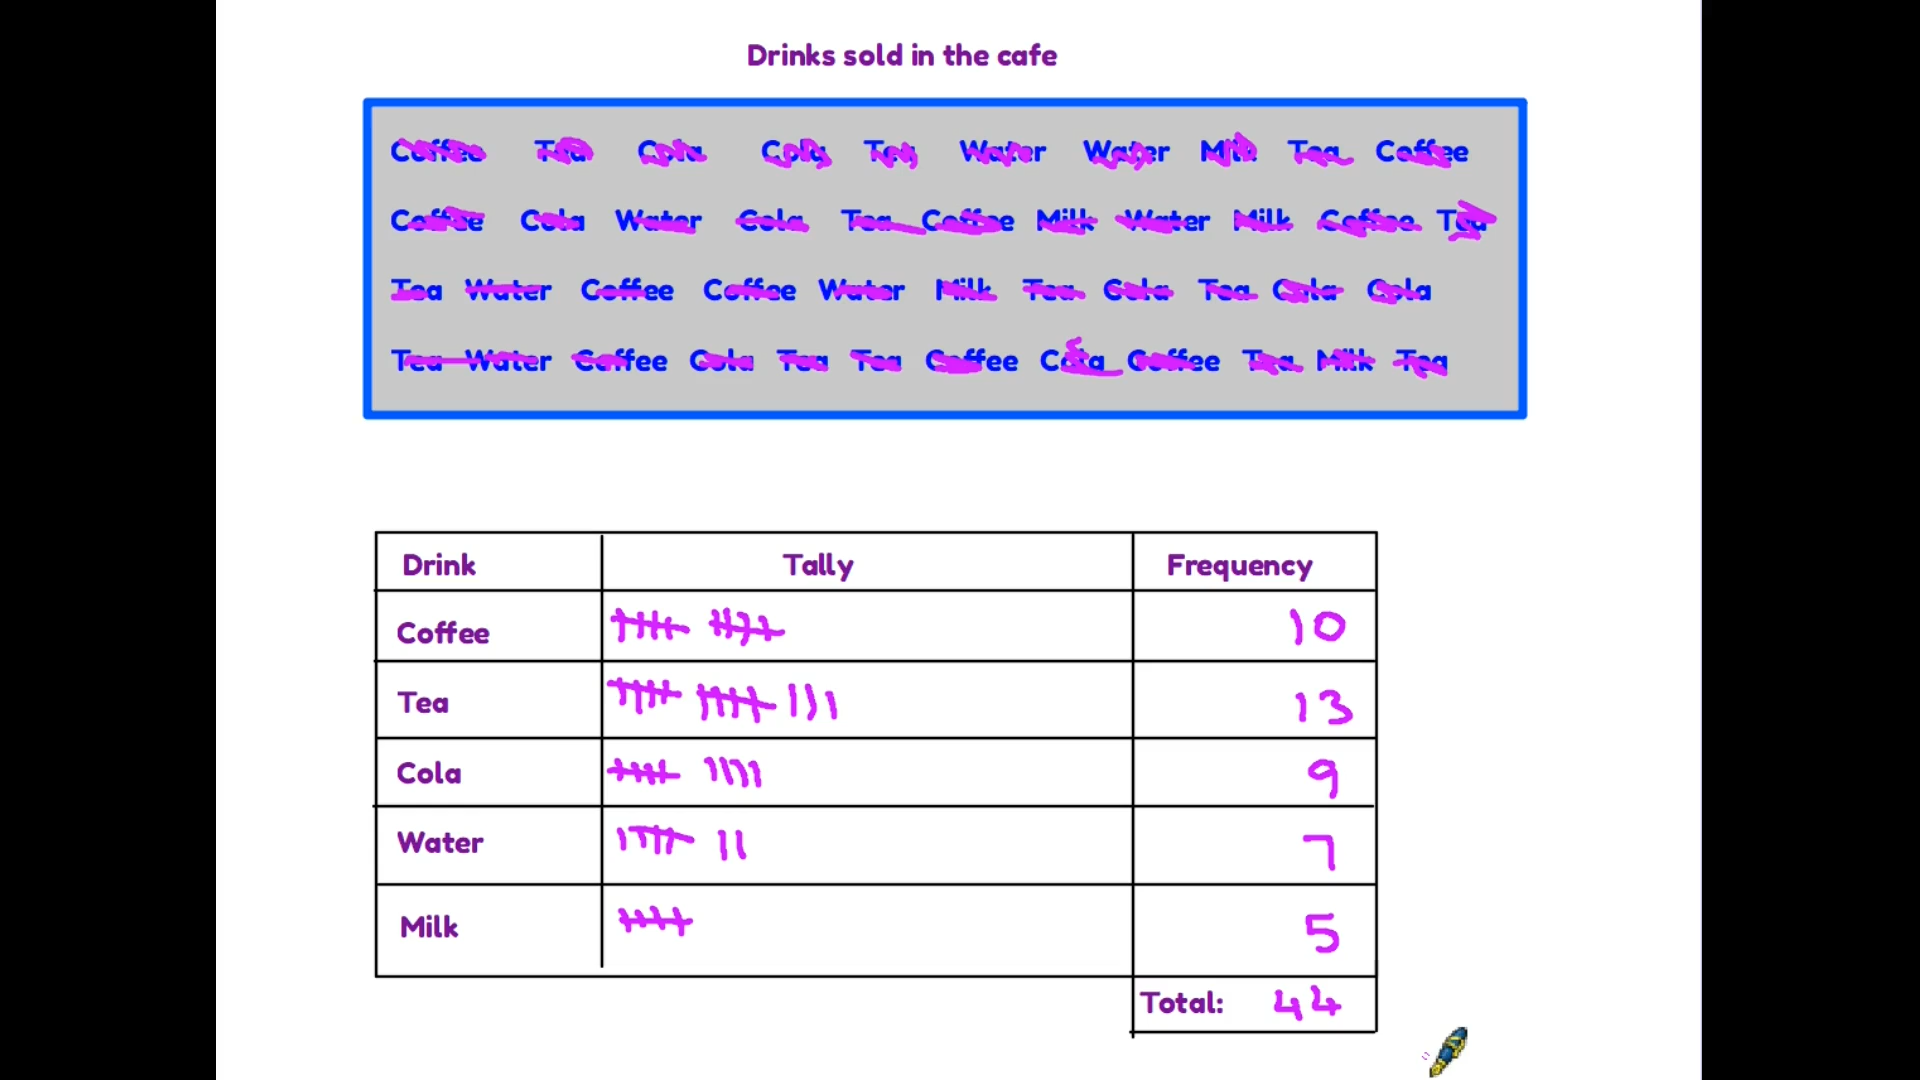 Drinks sold in the cafe
Coffee Tea Cola Cola Tea Water Water Milk Tea Coffee
Coffee Cola Water Cola Tea Coffee Milk Water Milk Coffee Tea
Tea Water Coffee Coffee Water Milk Tea Cola Tea Cola Cola
Tea Water Coffee Cola Tea Tea Coffee Cola Coffee Tea Milk Tea
Drink Tally Frequency
Coffee 10
Tea 13
Cola 9
Water 7
Milk 5
Total: 44